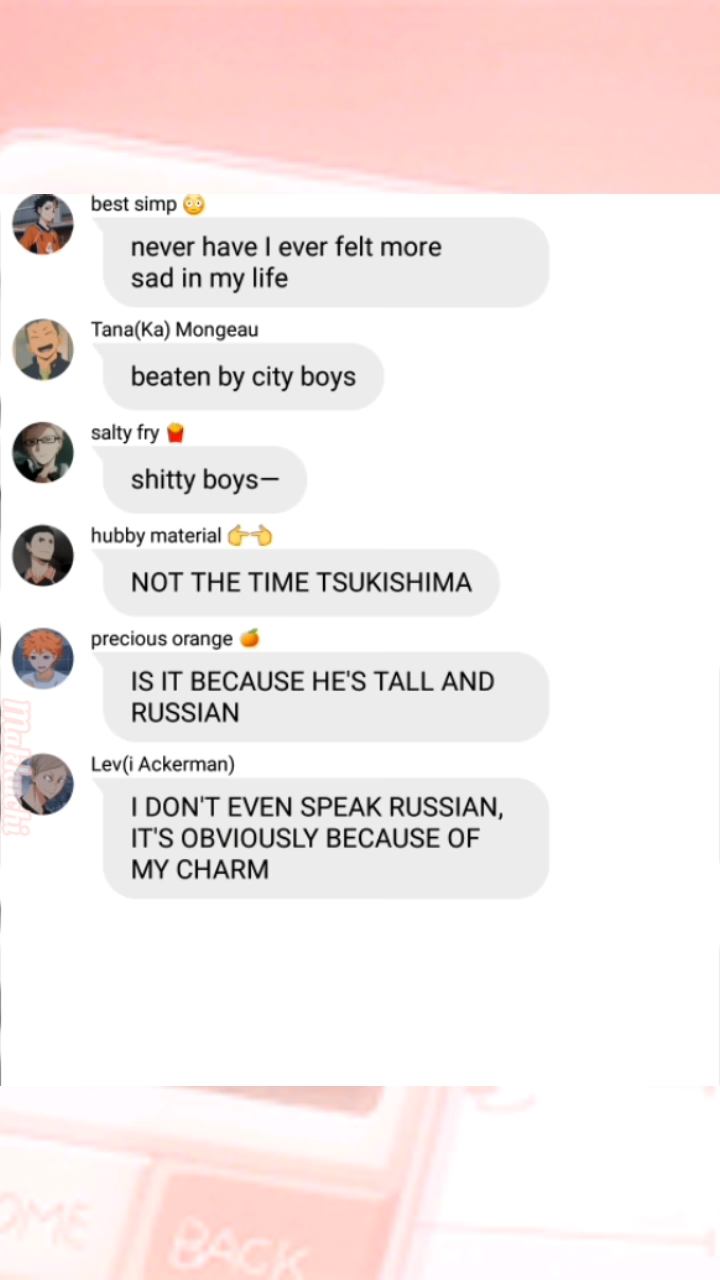 best simp 😳
never have I ever felt more
sad in my life
Tana(Ka) Mongeau
beaten by city boys
salty fry 🍟
shitty boys—
hubby material 👉👈
NOT THE TIME TSUKISHIMA
precious orange 🍊
IS IT BECAUSE HE'S TALL AND
RUSSIAN
Lev(i Ackerman)
I DON'T EVEN SPEAK RUSSIAN,
IT'S OBVIOUSLY BECAUSE OF
MY CHARM
OME
BACK